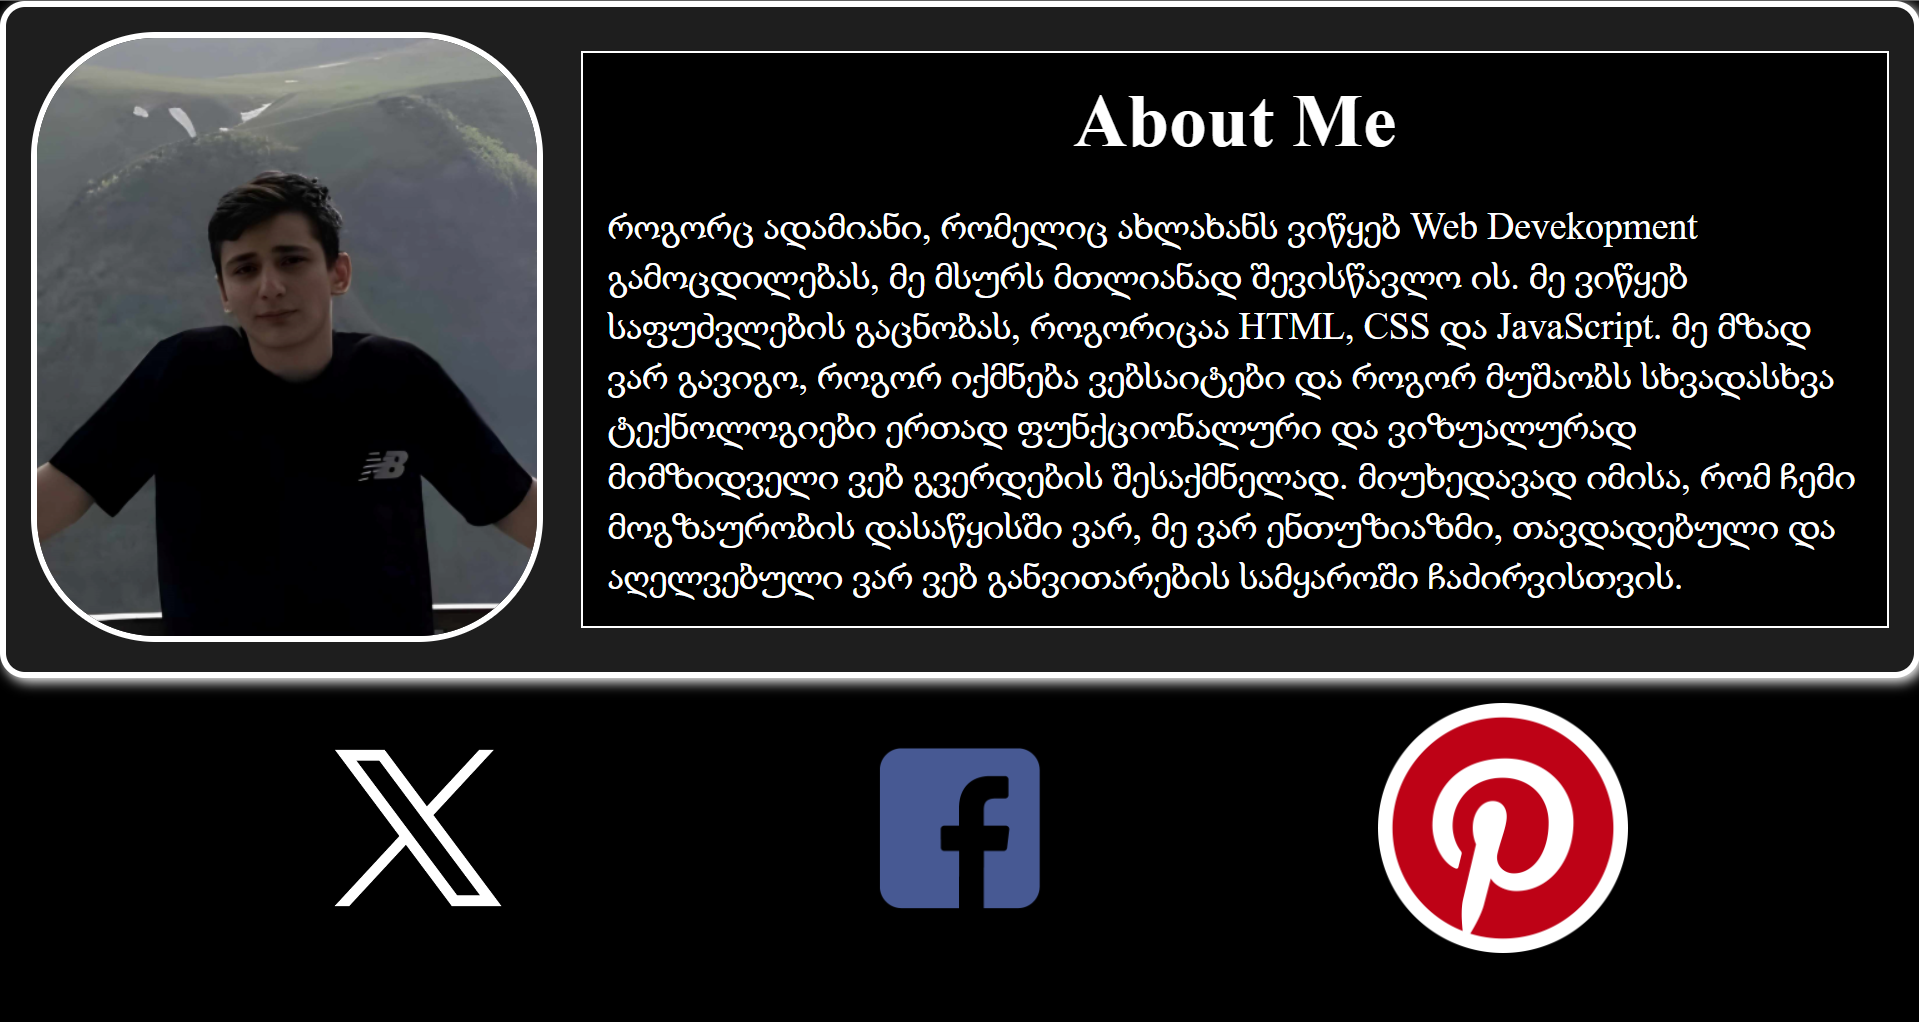 About Me
როგორც ადამიანი, რომელიც ახლახანს ვიწყებ Web Devekopment
გამოცდილებას, მე მსურს მთლიანად შევისწავლო ის. მე ვიწყებ
საფუძვლების გაცნობას, როგორიცაა HTML, CSS და JavaScript. მე მზად
ვარ გავიგო, როგორ იქმნება ვებსაიტები და როგორ მუშაობს სხვადასხვა
ტექნოლოგიები ერთად ფუნქციონალური და ვიზუალურად
მიმზიდველი ვებ გვერდების შესაქმნელად. მიუხედავად იმისა, რომ ჩემი
მოგზაურობის დასაწყისში ვარ, მე ვარ ენთუზიაზმი, თავდადებული და
აღელვებული ვარ ვებ განვითარების სამყაროში ჩაძირვისთვის.
NB